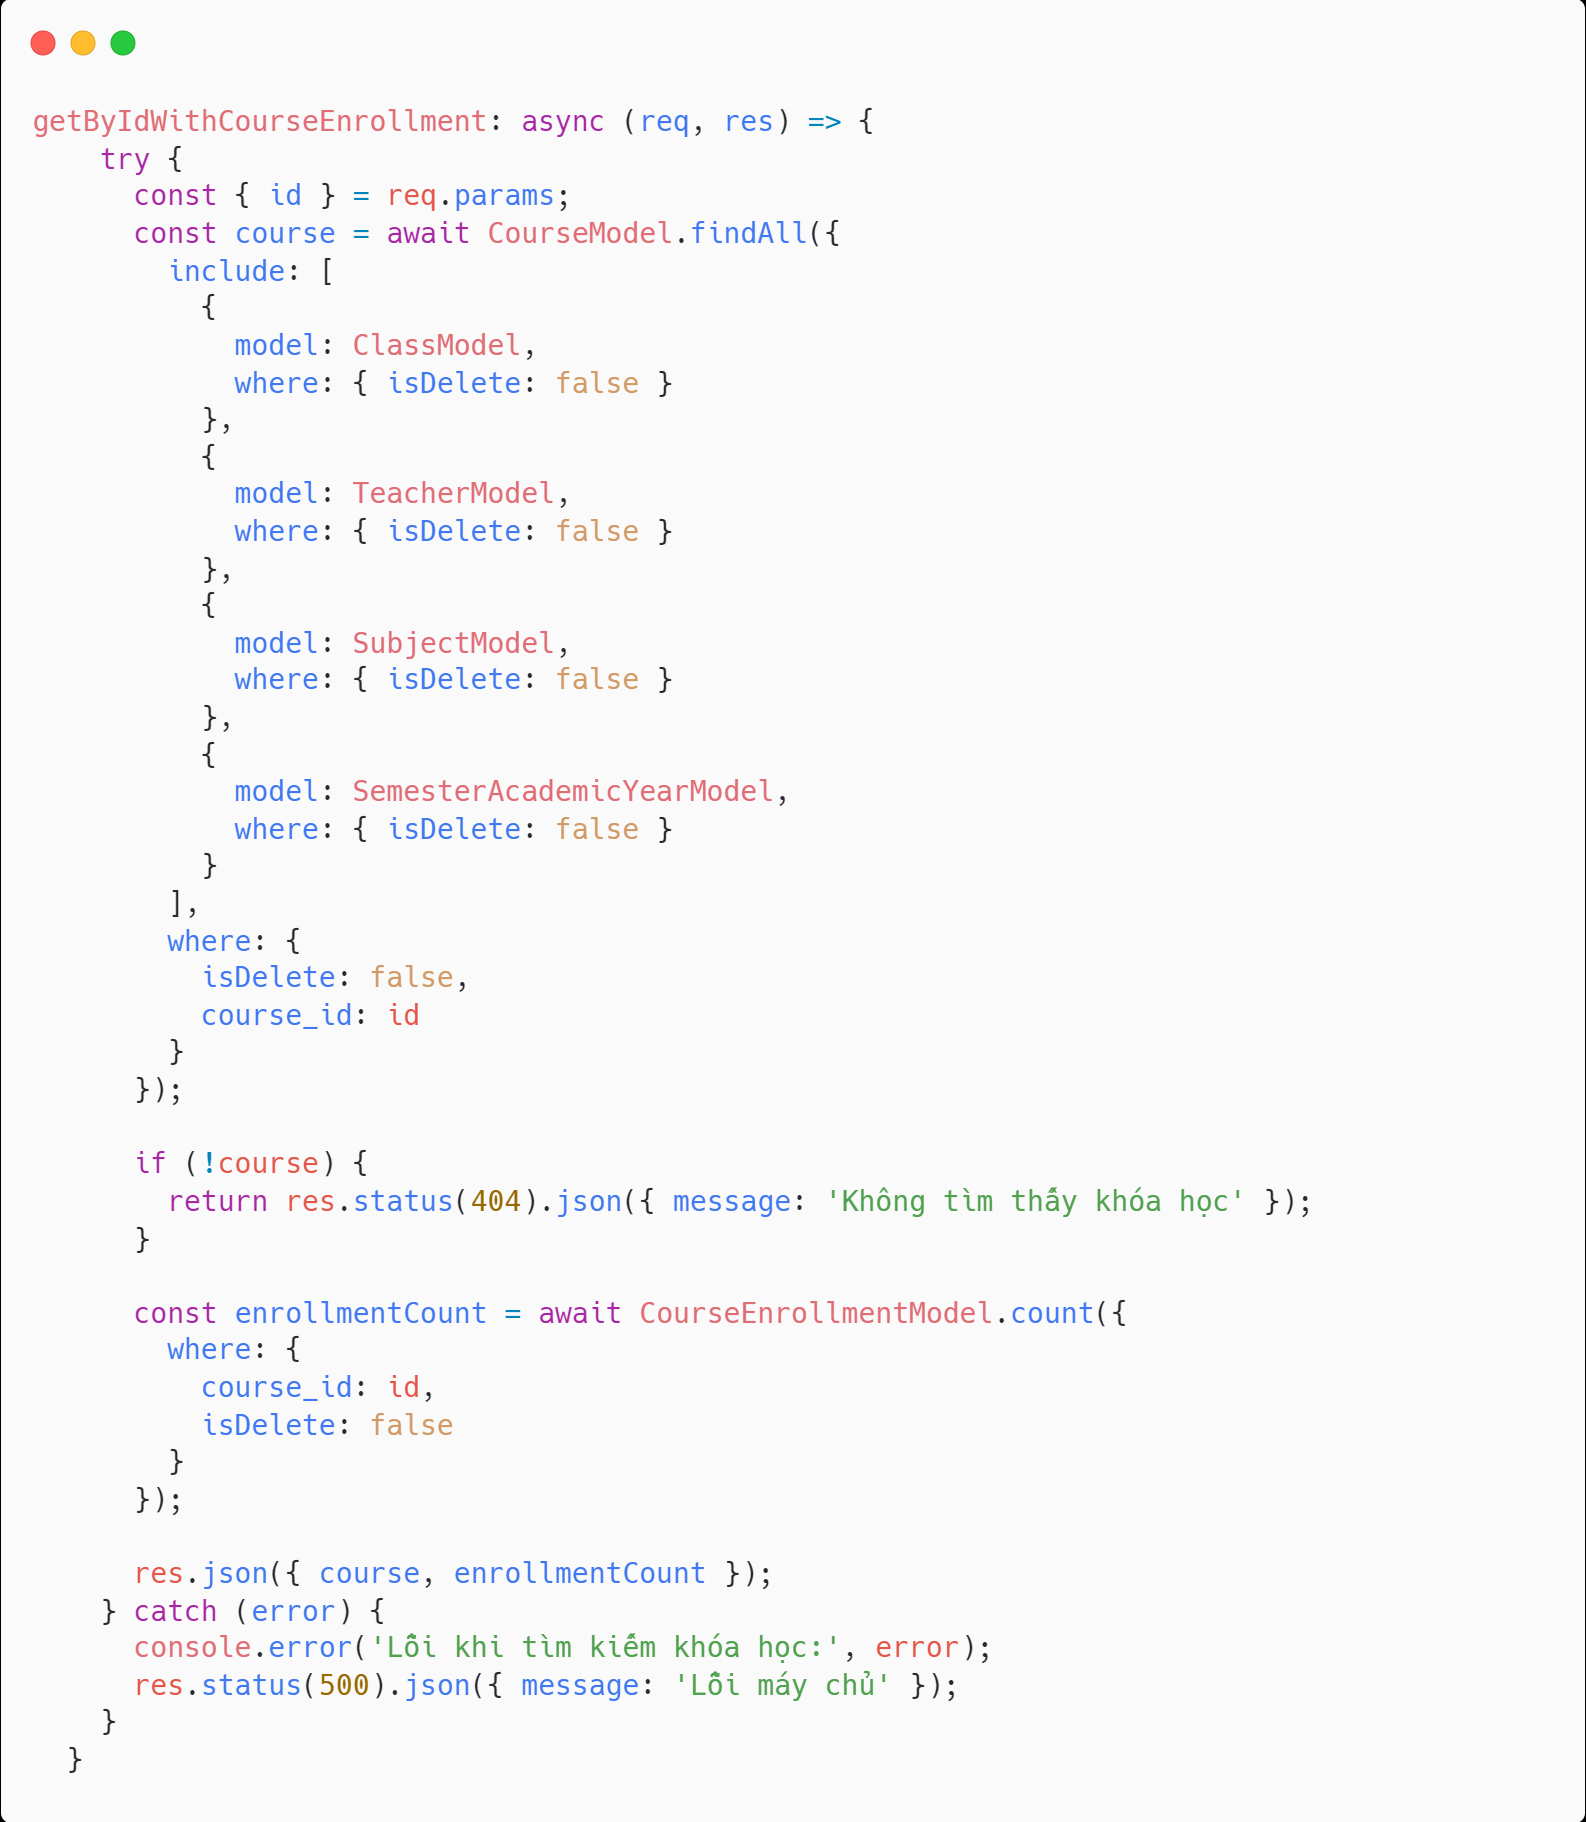 getByIdWithCourseEnrollment: async (req, res) => {
    try {
      const { id } = req.params;
      const course = await CourseModel.findAll({
        include: [
          {
            model: ClassModel,
            where: { isDelete: false }
          },
          {
            model: TeacherModel,
            where: { isDelete: false }
          },
          {
            model: SubjectModel,
            where: { isDelete: false }
          },
          {
            model: SemesterAcademicYearModel,
            where: { isDelete: false }
          }
        ],
        where: {
          isDelete: false,
          course_id: id
        }
      });

      if (!course) {
        return res.status(404).json({ message: 'Không tìm thấy khóa học' });
      }

      const enrollmentCount = await CourseEnrollmentModel.count({
        where: {
          course_id: id,
          isDelete: false
        }
      });

      res.json({ course, enrollmentCount });
    } catch (error) {
      console.error('Lỗi khi tìm kiếm khóa học:', error);
      res.status(500).json({ message: 'Lỗi máy chủ' });
    }
  }